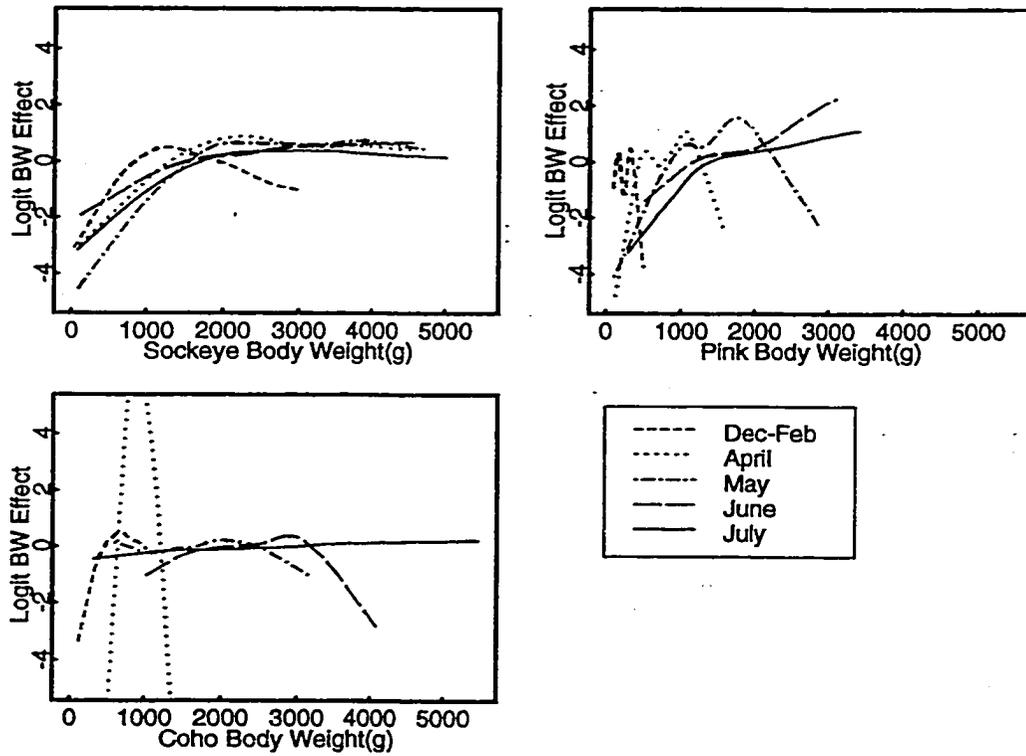 Logit BW Effect
4
2
0
-2
-4
0 1000 2000 3000 4000 5000
Sockeye Body Weight(g)
Logit BW Effect
4
2
0
-2
-4
0 1000 2000 3000 4000 5000
Pink Body Weight(g)
Logit BW Effect
4
2
0
-2
-4
0 1000 2000 3000 4000 5000
Coho Body Weight(g)
Dec-Feb
April
May
June
July